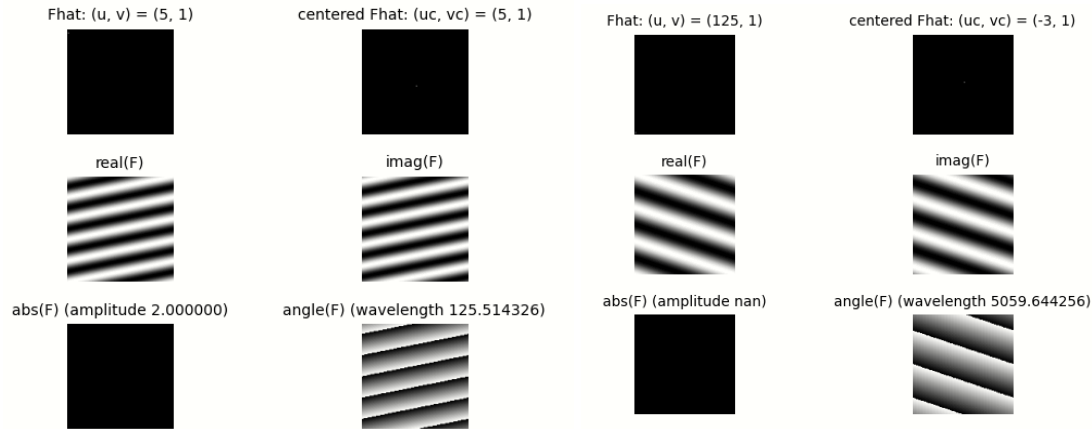 Fhat: (u, v) = (5, 1)
centered Fhat: (uc, vc) = (5, 1)
real(F)
imag(F)
abs(F) (amplitude 2.000000)
angle(F) (wavelength 125.514326)
Fhat: (u, v) = (125, 1)
centered Fhat: (uc, vc) = (-3, 1)
real(F)
imag(F)
abs(F) (amplitude nan)
angle(F) (wavelength 5059.644256)